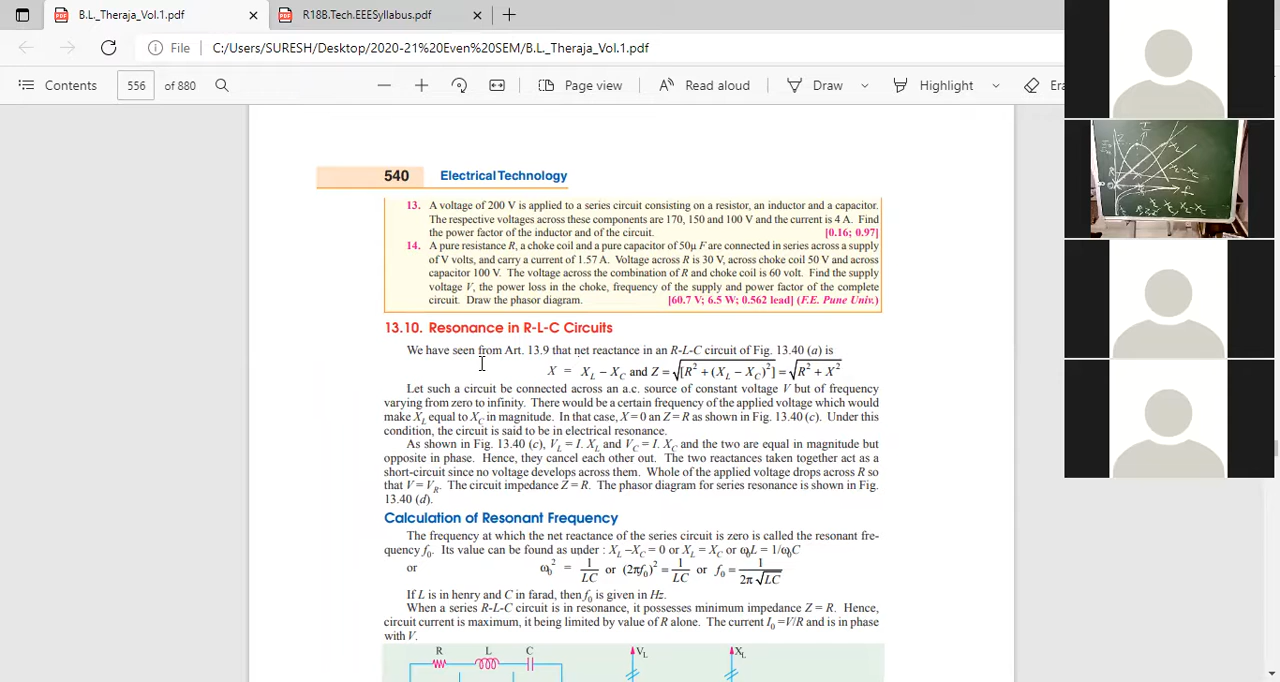 B.L._Theraja_Vol.1.pdf
R18B.Tech.EEESyllabus.pdf
File C:/Users/SURESH/Desktop/2020-21%20Even%20SEM/B.L._Theraja_Vol.1.pdf
Contents 556 of 880 Page view Read aloud Draw Highlight Era
540 Electrical Technology
13. A voltage of 200 V is applied to a series circuit consisting on a resistor, an inductor and a capacitor.
The respective voltages across these components are 170, 150 and 100 V and the current is 4 A. Find
the power factor of the inductor and of the circuit. [0.16; 0.97]
14. A pure resistance R, a choke coil and a pure capacitor of 50μ F are connected in series across a supply
of V volts, and carry a current of 1.57 A. Voltage across R is 30 V, across choke coil 50 V and across
capacitor 100 V. The voltage across the combination of R and choke coil is 60 volt. Find the supply
voltage V, the power loss in the choke, frequency of the supply and power factor of the complete
circuit. Draw the phasor diagram. [60.7 V; 6.5 W; 0.562 lead] (F.E. Pune Univ.)
13.10. Resonance in R-L-C Circuits
We have seen from Art. 13.9 that net reactance in an R-L-C circuit of Fig. 13.40 (a) is
X = X_L – X_C and Z = √[R² + (X_L – X_C)²] = √R² + X²
Let such a circuit be connected across an a.c. source of constant voltage V but of frequency
varying from zero to infinity. There would be a certain frequency of the applied voltage which would
make X_L equal to X_C in magnitude. In that case, X = 0 an Z = R as shown in Fig. 13.40 (c). Under this
condition, the circuit is said to be in electrical resonance.
As shown in Fig. 13.40 (c), V_L = I. X_L and V_C = I. X_C and the two are equal in magnitude but
opposite in phase. Hence, they cancel each other out. The two reactances taken together act as a
short-circuit since no voltage develops across them. Whole of the applied voltage drops across R so
that V = V_R. The circuit impedance Z = R. The phasor diagram for series resonance is shown in Fig.
13.40 (d).
Calculation of Resonant Frequency
The frequency at which the net reactance of the series circuit is zero is called the resonant fre-
quency f₀. Its value can be found as under : X_L –X_C = 0 or X_L = X_C or ω₀L = 1/ω₀C
or ω₀² = 1/LC or (2πf₀)² = 1/LC or f₀ = 1/2π√LC
If L is in henry and C in farad, then f₀ is given in Hz.
When a series R-L-C circuit is in resonance, it possesses minimum impedance Z = R. Hence,
circuit current is maximum, it being limited by value of R alone. The current I₀ =V/R and is in phase
with V.
R L C V_L X_L